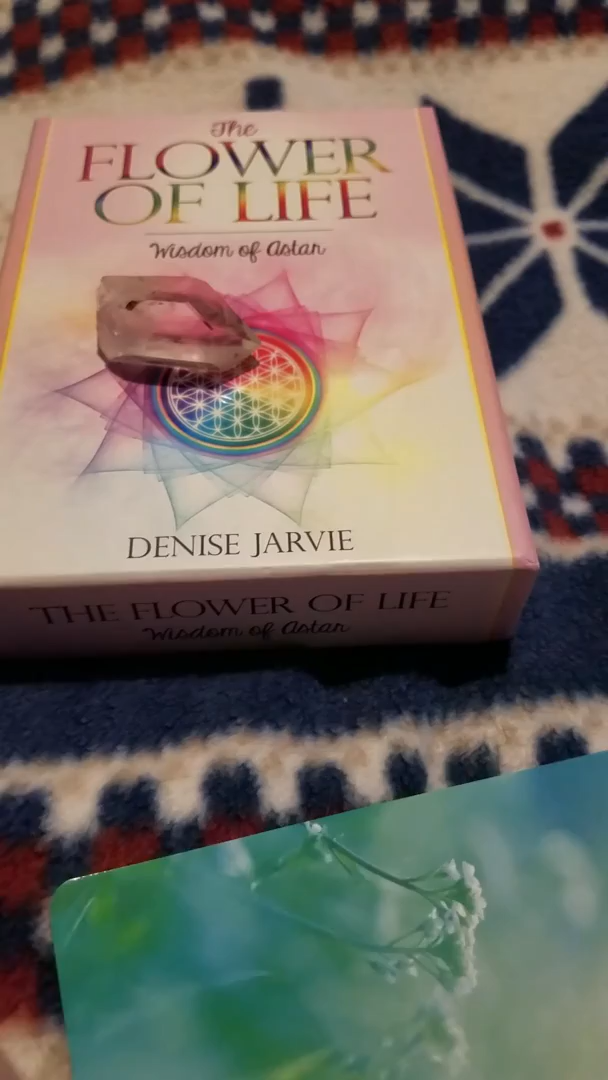 The
FLOWER
OF LIFE
Wisdom of Astar
DENISE JARVIE
THE FLOWER OF LIFE
Wisdom of Astar